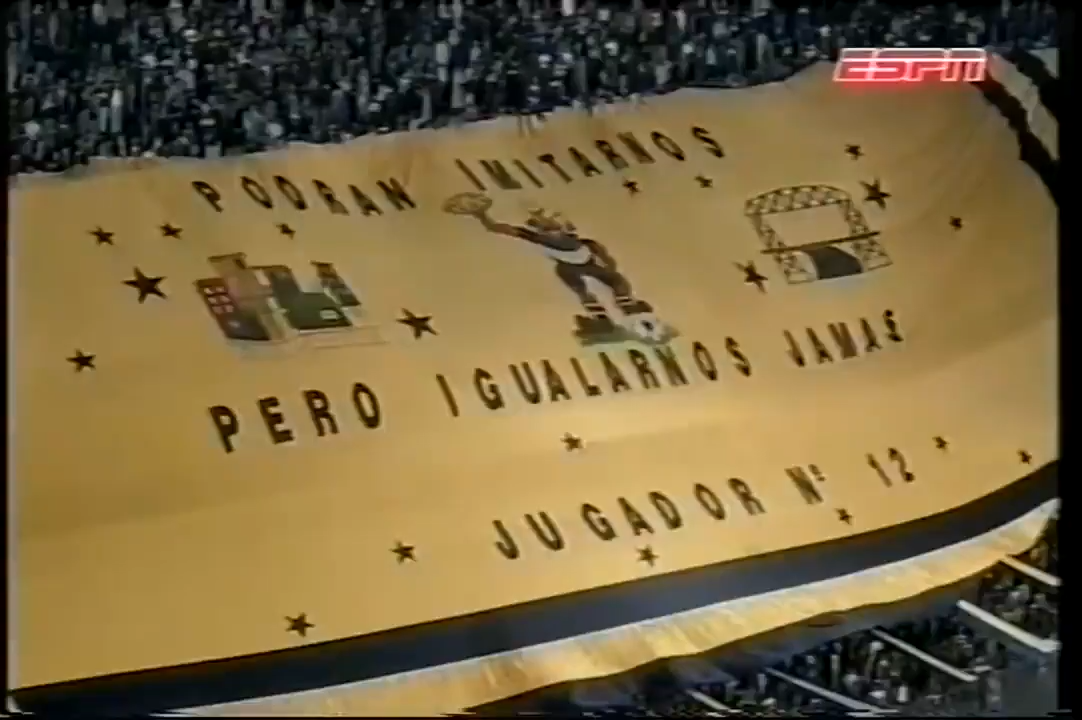 ESPN
PODRAN IMITARNOS
PERO IGUALARNOS JAMAS
JUGADOR Nº 12